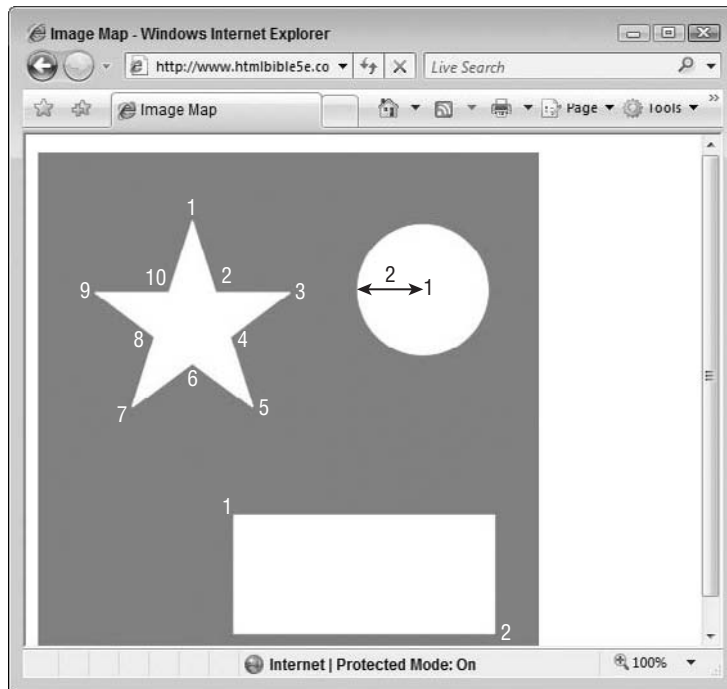 Image Map - Windows Internet Explorer
http://www.htmlbible5e.co
Live Search
Image Map
Page
Tools
1
10 2
9 3
8 4
6
7 5
2
1
1
2
Internet | Protected Mode: On
100%